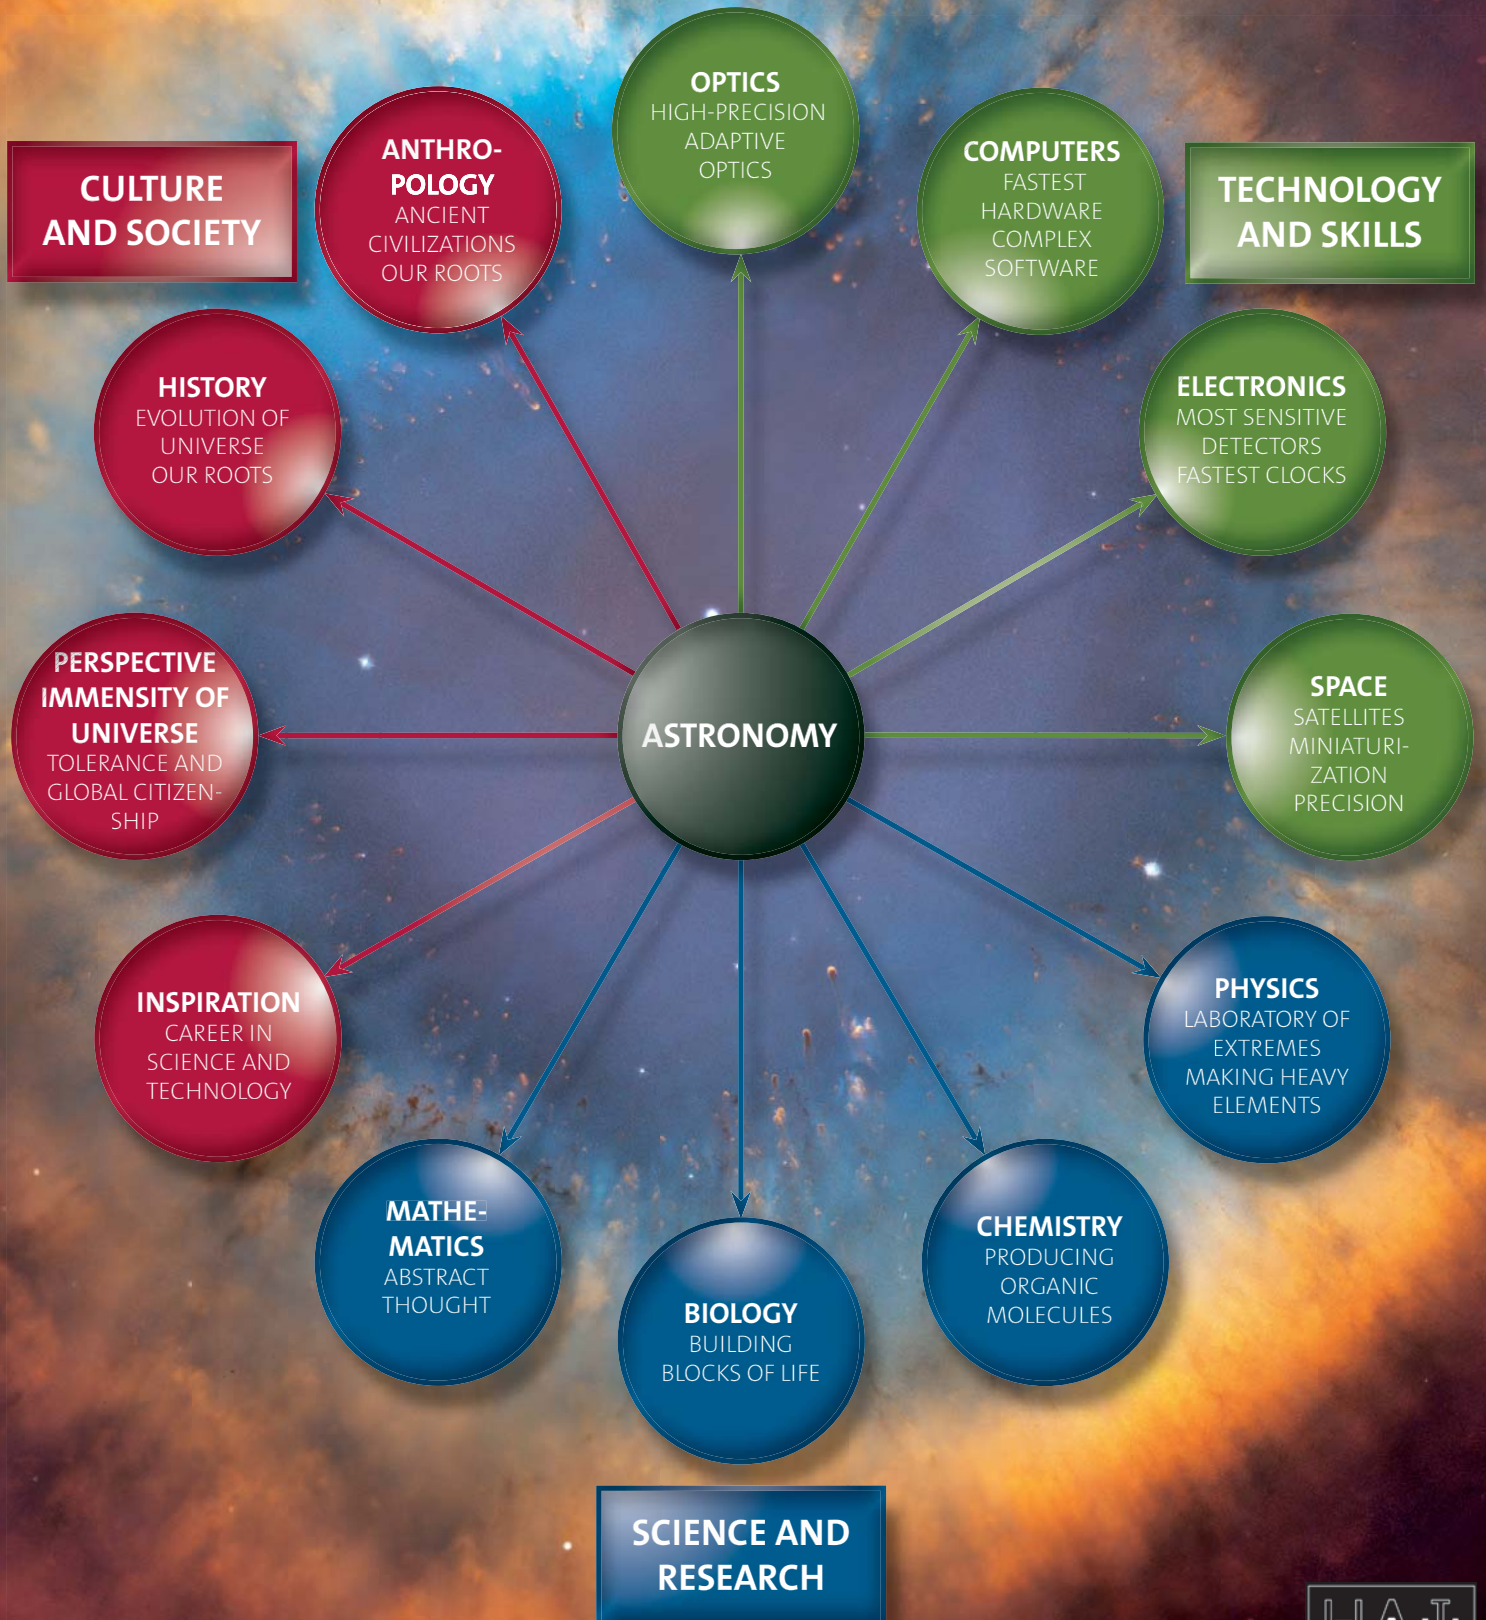 OPTICS
HIGH-PRECISION
ADAPTIVE
OPTICS
ANTHRO-
POLOGY
ANCIENT
CIVILIZATIONS
OUR ROOTS
COMPUTERS
FASTEST
HARDWARE
COMPLEX
SOFTWARE
CULTURE
AND SOCIETY
TECHNOLOGY
AND SKILLS
HISTORY
EVOLUTION OF
UNIVERSE
OUR ROOTS
ELECTRONICS
MOST SENSITIVE
DETECTORS
FASTEST CLOCKS
PERSPECTIVE
IMMENSITY OF
UNIVERSE
TOLERANCE AND
GLOBAL CITIZEN-
SHIP
ASTRONOMY
SPACE
SATELLITES
MINIATURI-
ZATION
PRECISION
INSPIRATION
CAREER IN
SCIENCE AND
TECHNOLOGY
PHYSICS
LABORATORY OF
EXTREMES
MAKING HEAVY
ELEMENTS
MATHE-
MATICS
ABSTRACT
THOUGHT
BIOLOGY
BUILDING
BLOCKS OF LIFE
CHEMISTRY
PRODUCING
ORGANIC
MOLECULES
SCIENCE AND
RESEARCH